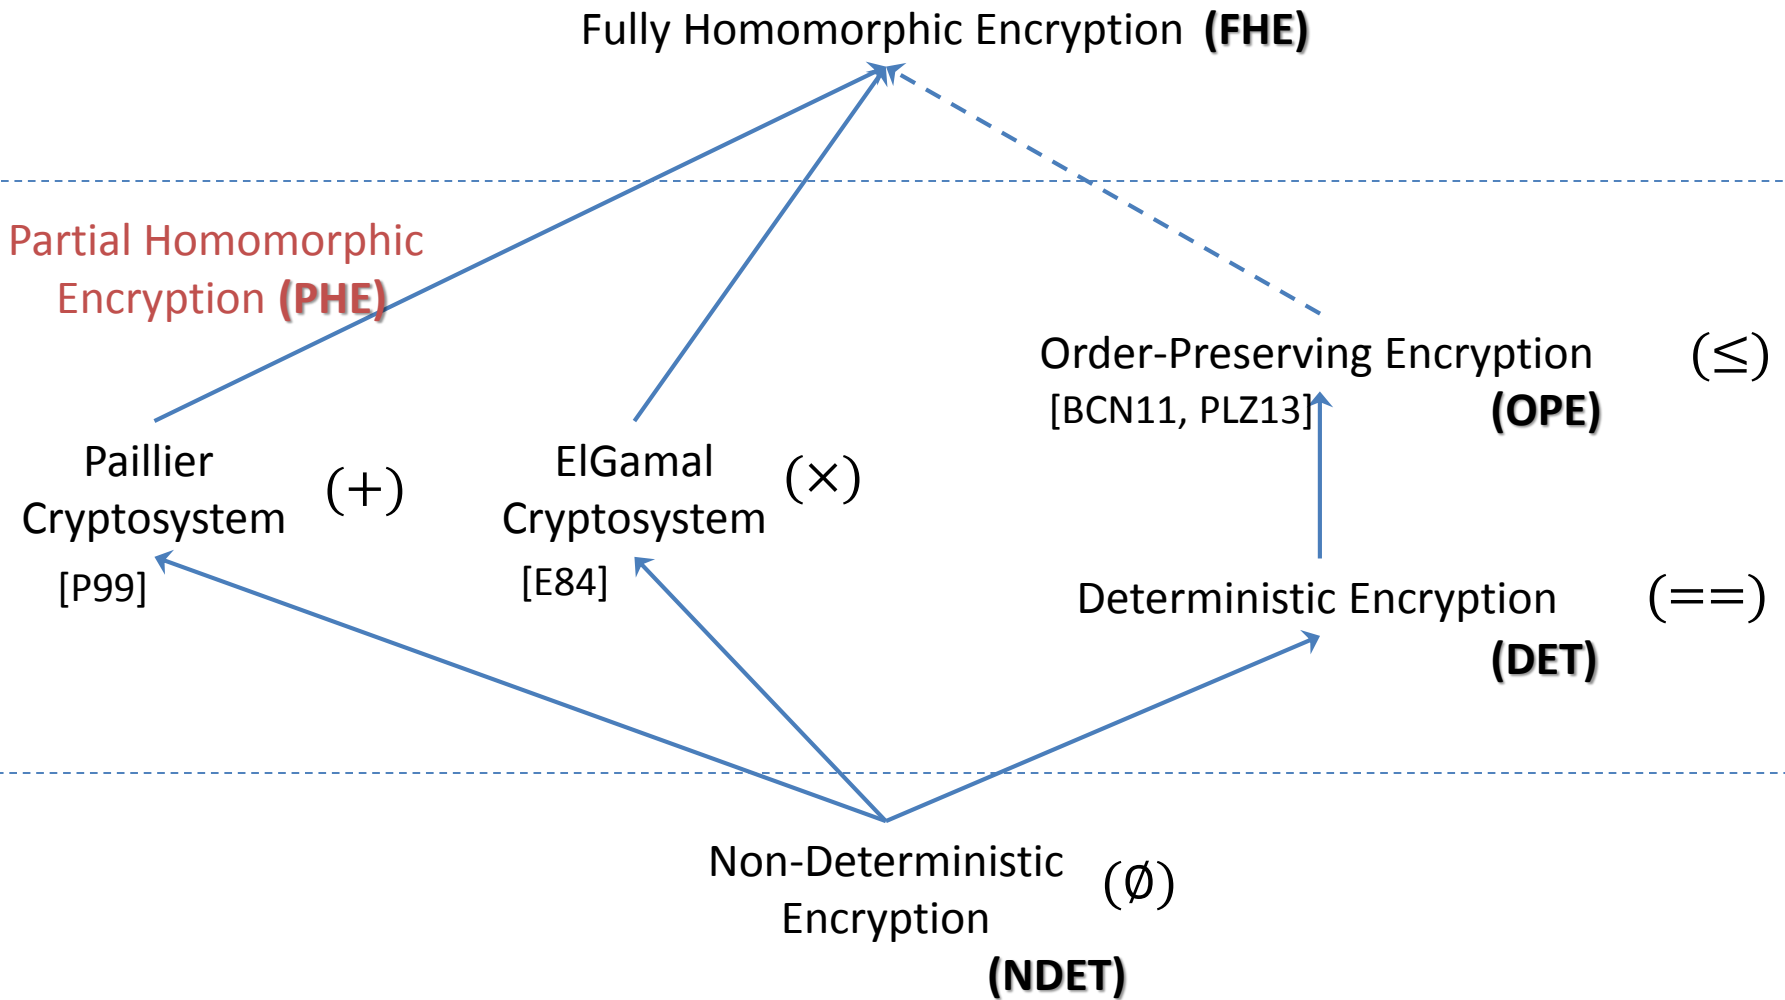 Fully Homomorphic Encryption (FHE)
Partial Homomorphic
Encryption (PHE)
Order-Preserving Encryption (≤)
[BCN11, PLZ13] (OPE)
Paillier
Cryptosystem (+)
[P99]
ElGamal
Cryptosystem (×)
[E84]
Deterministic Encryption (==)
(DET)
Non-Deterministic
Encryption (∅)
(NDET)